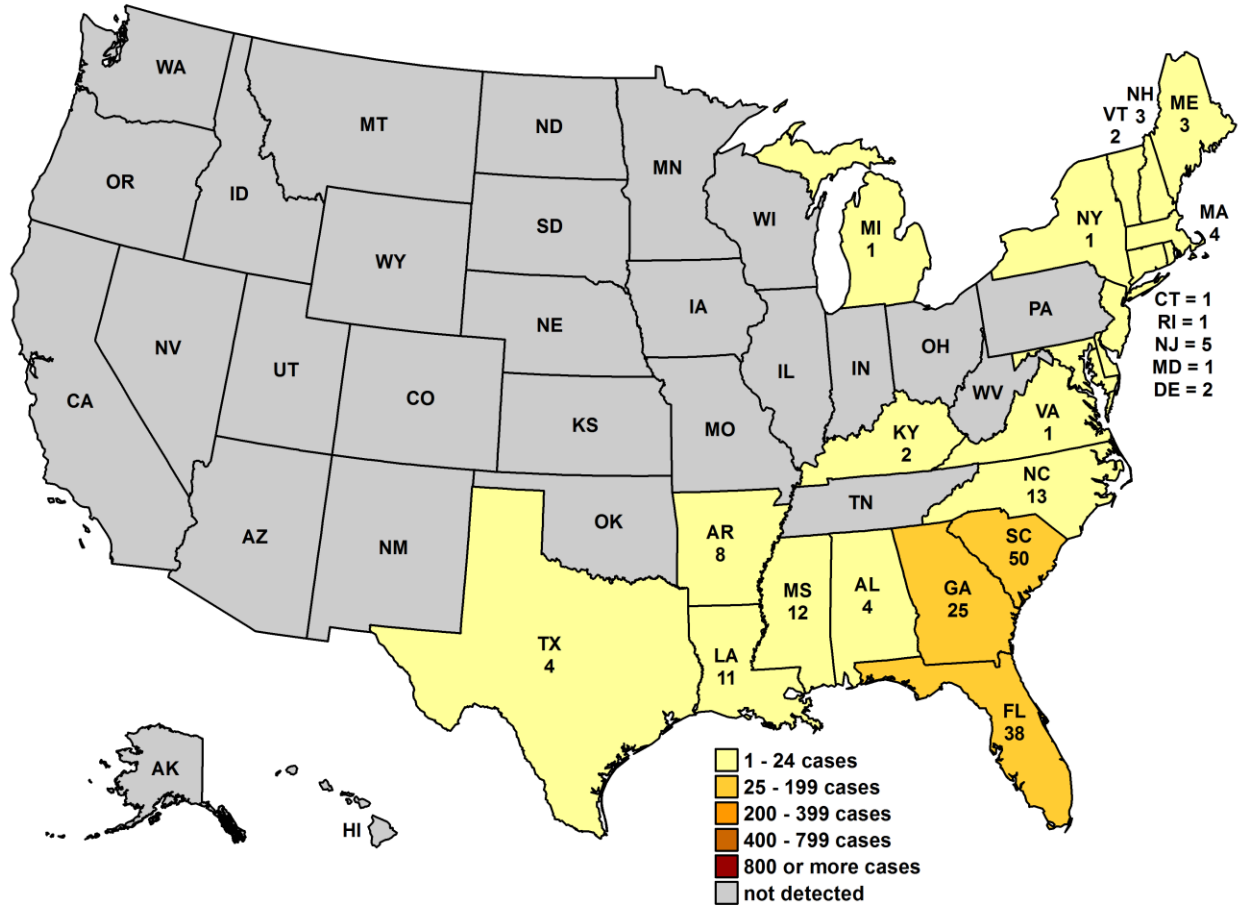 WA
MT
ND
MN
OR
ID
SD
WI
WY
MI
1
NH
3
VT
2
ME
3
NY
1
MA
4
IA
NE
PA
CT = 1
RI = 1
NJ = 5
MD = 1
DE = 2
NV
UT
CO
IL
IN
OH
WV
CA
KS
MO
KY
2
VA
1
AZ
NM
OK
AR
8
TN
NC
13
SC
50
TX
4
LA
11
MS
12
AL
4
GA
25
FL
38
AK
HI
1 - 24 cases
25 - 199 cases
200 - 399 cases
400 - 799 cases
800 or more cases
not detected